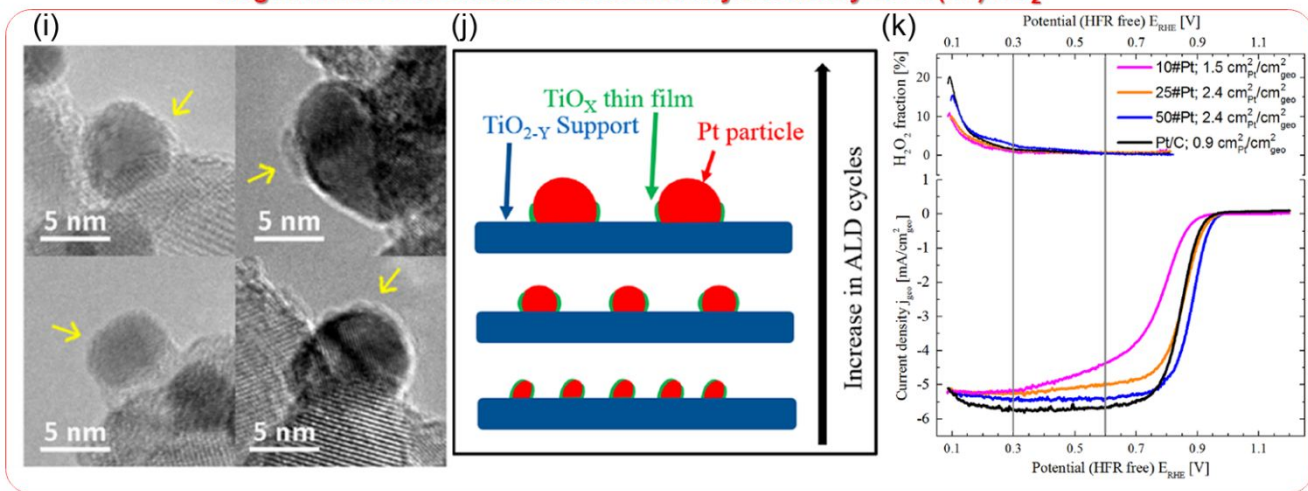 (i)
5 nm
5 nm
5 nm
5 nm
(j)
TiOX thin film
TiO2-Y Support
Pt particle
Increase in ALD cycles
(k)
Potential (HFR free) ERHE [V]
0.1 0.3 0.5 0.7 0.9 1.1
H2O2 fraction [%]
20
10
0
10#Pt; 1.5 cm²Pt/cm²geo
25#Pt; 2.4 cm²Pt/cm²geo
50#Pt; 2.4 cm²Pt/cm²geo
Pt/C; 0.9 cm²Pt/cm²geo
Current density jgeo [mA/cm²geo]
0
-1
-2
-3
-4
-5
-6
0.1 0.3 0.5 0.7 0.9 1.1
Potential (HFR free) ERHE [V]